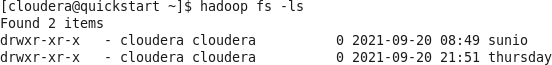 [cloudera@quickstart ~]$ hadoop fs -ls
Found 2 items
drwxr-xr-x   - cloudera cloudera          0 2021-09-20 08:49 sunio
drwxr-xr-x   - cloudera cloudera          0 2021-09-20 21:51 thursday